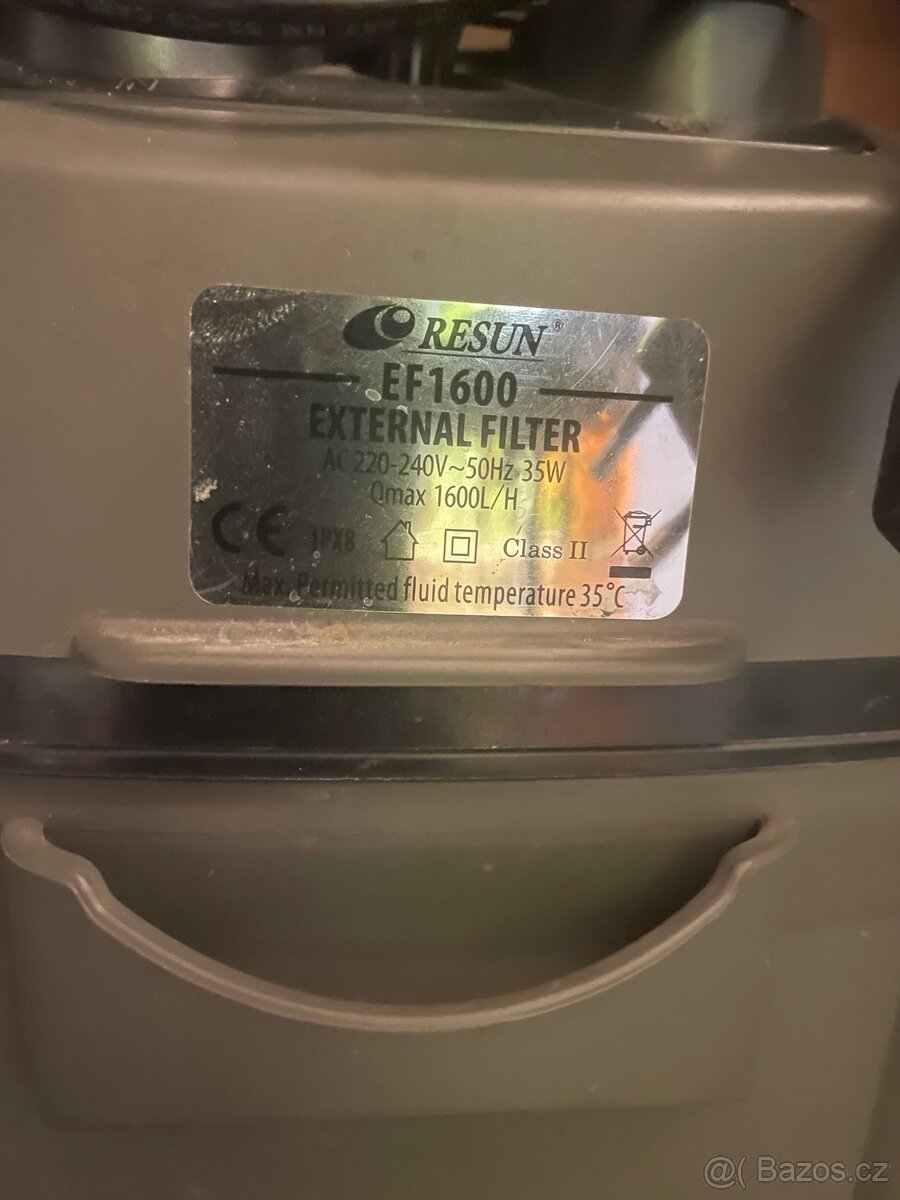 RESUN®
EF1600
EXTERNAL FILTER
AC 220-240V~50Hz 35W
Qmax 1600L/H
CE IPX8 Class II
Max. Permitted fluid temperature 35°C
@( Bazos.cz